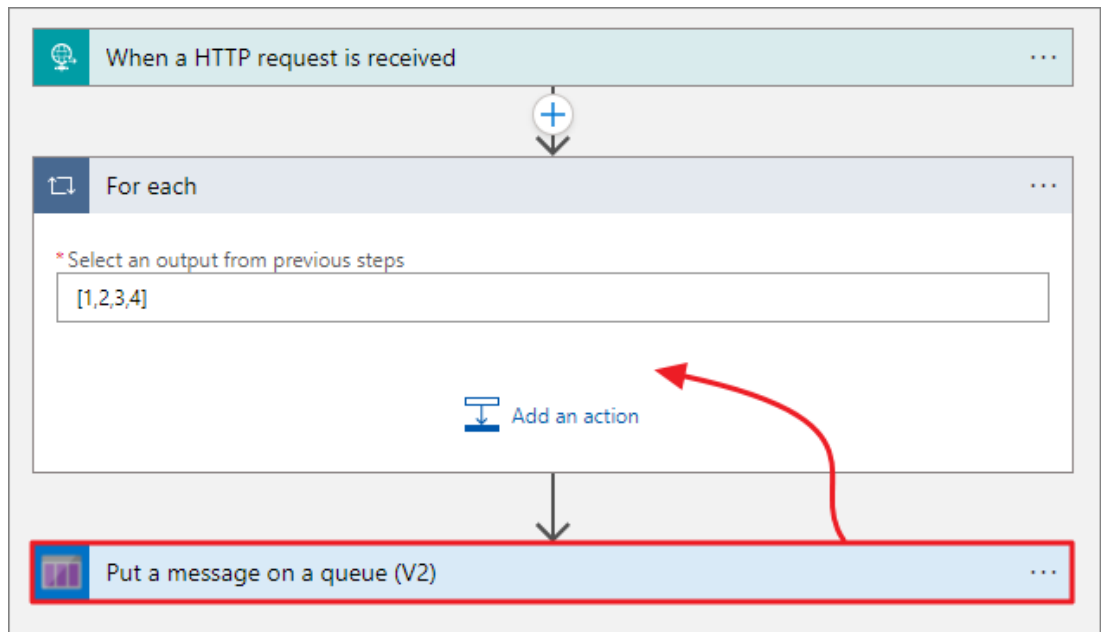 When a HTTP request is received
For each
* Select an output from previous steps
[1,2,3,4]
Add an action
Put a message on a queue (V2)